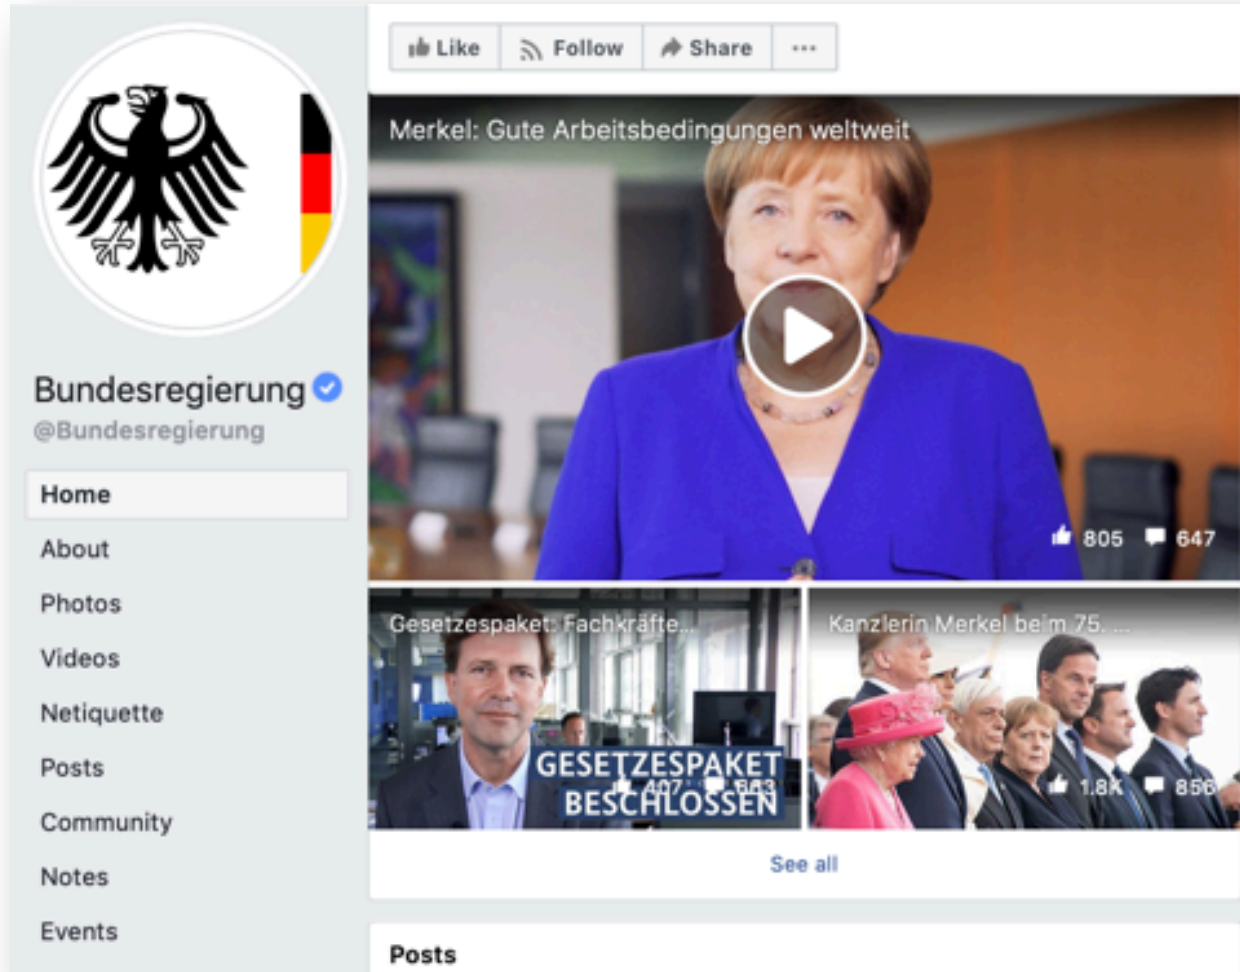 Like Follow Share ...
Merkel: Gute Arbeitsbedingungen weltweit
805 647
Bundesregierung
@Bundesregierung
Home
About
Photos
Videos
Netiquette
Posts
Community
Notes
Events
Gesetzespaket: Fachkräfte...
GESETZESPAKET
407
BESCHLOSSEN
Kanzlerin Merkel beim 75. ...
1.8K 856
See all
Posts